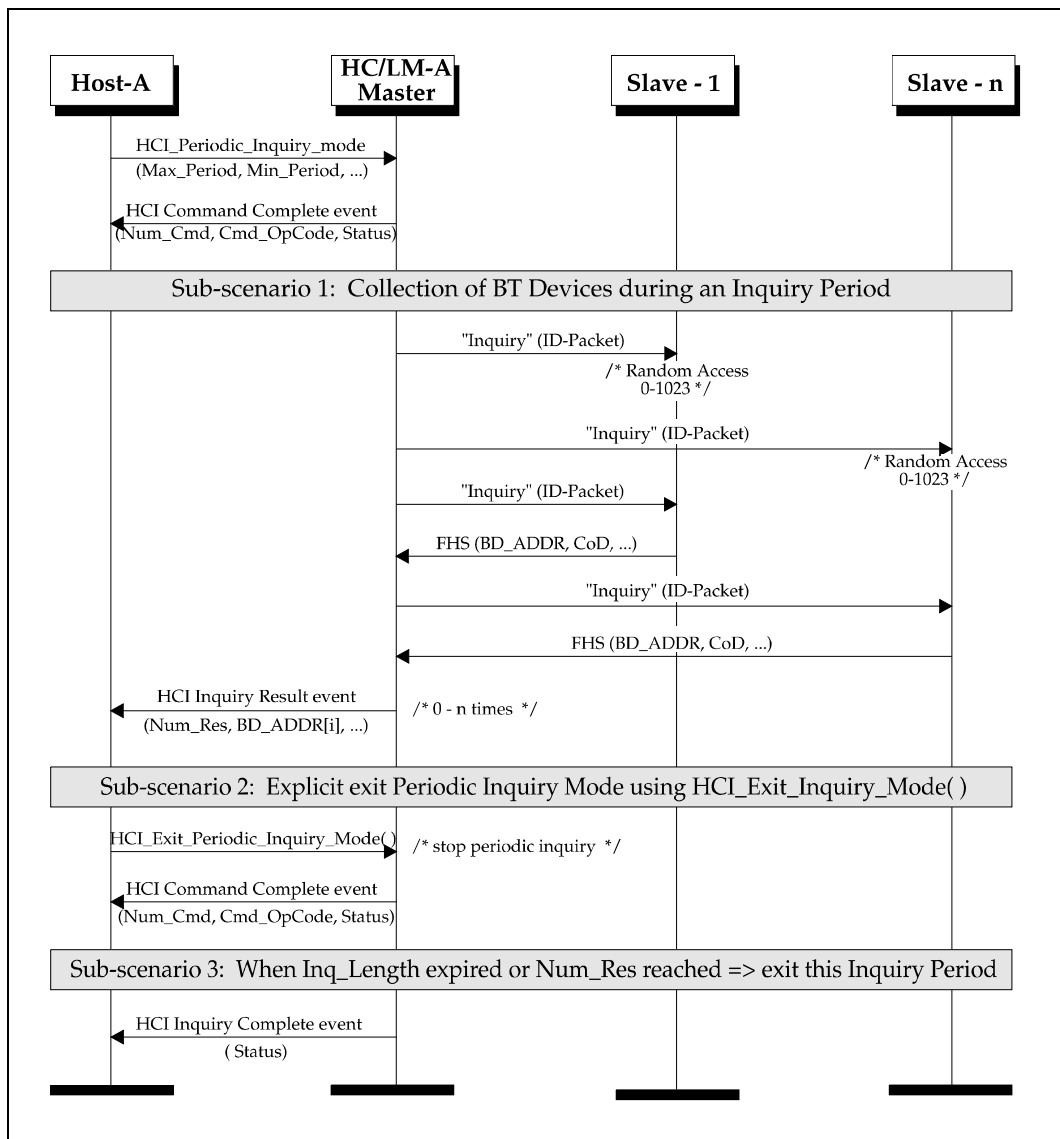 Host-A
HC/LM-A
Master
Slave - 1
Slave - n
HCI_Periodic_Inquiry_mode
(Max_Period, Min_Period, ...)
HCI Command Complete event
(Num_Cmd, Cmd_OpCode, Status)
Sub-scenario 1:  Collection of BT Devices during an Inquiry Period
"Inquiry" (ID-Packet)
/* Random Access
0-1023 */
"Inquiry" (ID-Packet)
/* Random Access
0-1023 */
"Inquiry" (ID-Packet)
FHS (BD_ADDR, CoD, ...)
"Inquiry" (ID-Packet)
FHS (BD_ADDR, CoD, ...)
HCI Inquiry Result event
(Num_Res, BD_ADDR[i], ...)
/* 0 - n times  */
Sub-scenario 2:  Explicit exit Periodic Inquiry Mode using HCI_Exit_Inquiry_Mode( )
HCI_Exit_Periodic_Inquiry_Mode( )
/* stop periodic inquiry  */
HCI Command Complete event
(Num_Cmd, Cmd_OpCode, Status)
Sub-scenario 3:  When Inq_Length expired or Num_Res reached => exit this Inquiry Period
HCI Inquiry Complete event
( Status)